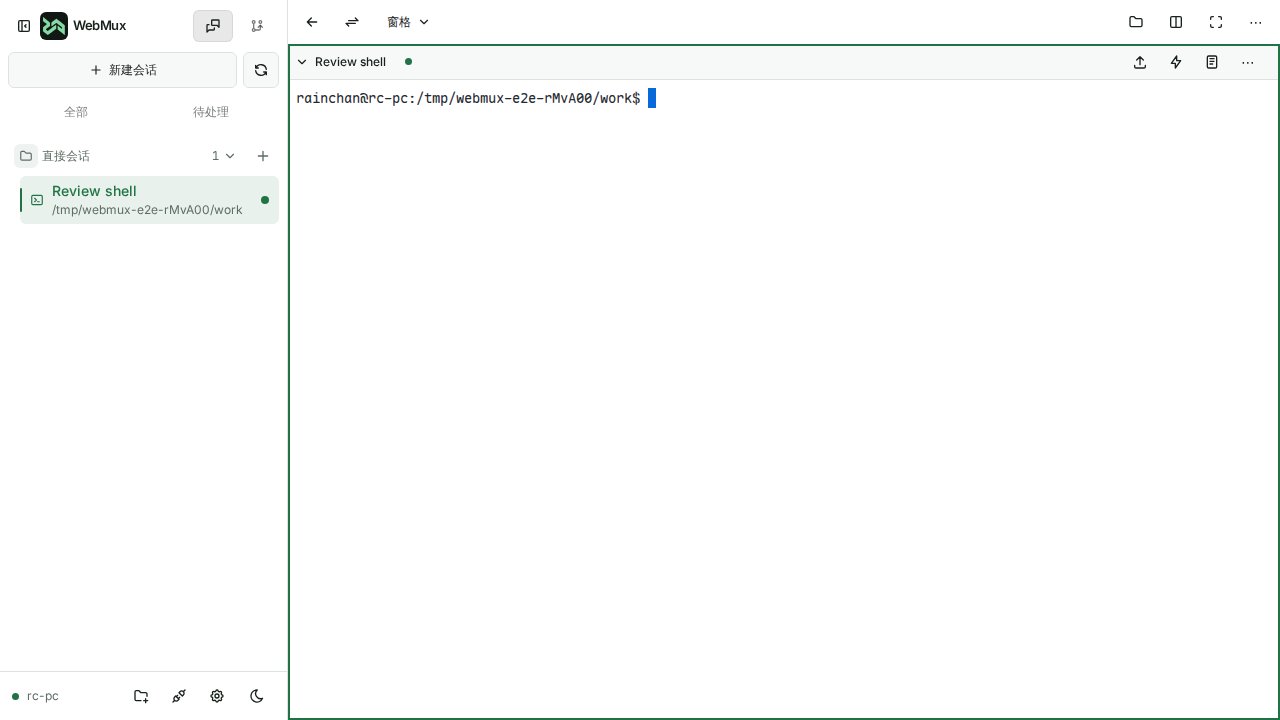 WebMux
新建会话
全部
待处理
直接会话
1
Review shell
/tmp/webmux-e2e-rMvA00/work
rc-pc
窗格
Review shell
rainchan@rc-pc:/tmp/webmux-e2e-rMvA00/work$